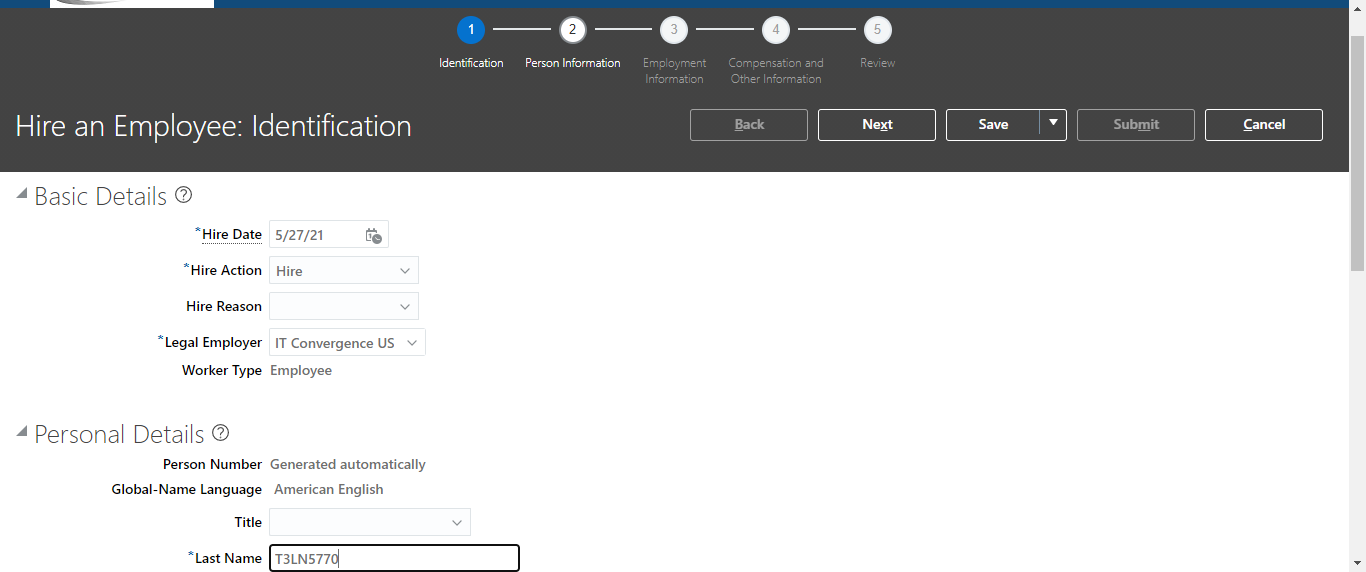 1 2 3 4 5
Identification Person Information Employment Information Compensation and Other Information Review
Hire an Employee: Identification
Back Next Save Submit Cancel
Basic Details ?
*Hire Date 5/27/21
*Hire Action Hire
Hire Reason
*Legal Employer IT Convergence US
Worker Type Employee
Personal Details ?
Person Number Generated automatically
Global-Name Language American English
Title
*Last Name T3LN5770